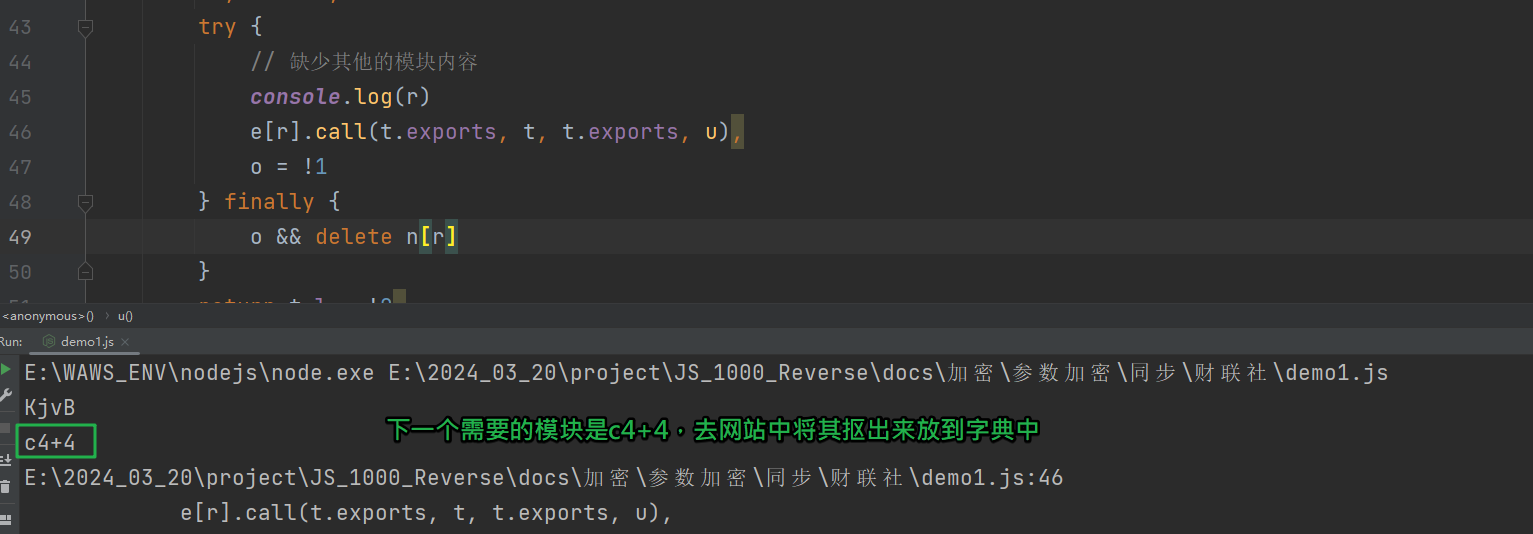 43 try {
44 // 缺少其他的模块内容
45 console.log(r)
46 e[r].call(t.exports, t, t.exports, u),
47 o = !1
48 } finally {
49 o && delete n[r]
50 }
<anonymous>() › u()
Run: demo1.js ×
E:\WAWS_ENV\nodejs\node.exe E:\2024_03_20\project\JS_1000_Reverse\docs\加密\参数加密\同步\财联社\demo1.js
KjvB
下一个需要的模块是c4+4，去网站中将其抠出来放到字典中
c4+4
E:\2024_03_20\project\JS_1000_Reverse\docs\加密\参数加密\同步\财联社\demo1.js:46
e[r].call(t.exports, t, t.exports, u),